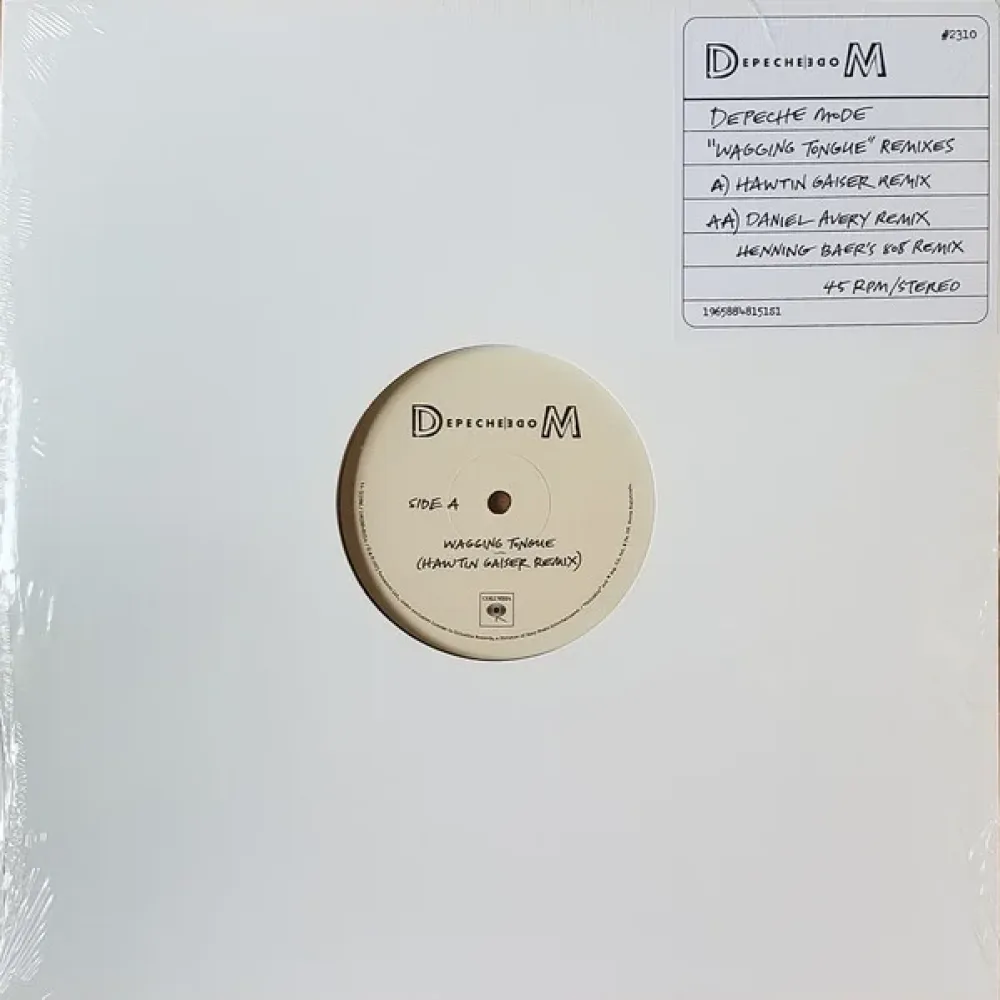 #2310
DEPECHE MODE
DEPECHE MODE
"WAGGING TONGUE" REMIXES
A) HAWTIN GAISER REMIX
AA) DANIEL AVERY REMIX
HENNING BAER'S 808 REMIX
45 RPM/STEREO
19658848151S1
DEPECHE MODE
SIDE A
WAGGING TONGUE
(HAWTIN GAISER REMIX)
COLUMBIA